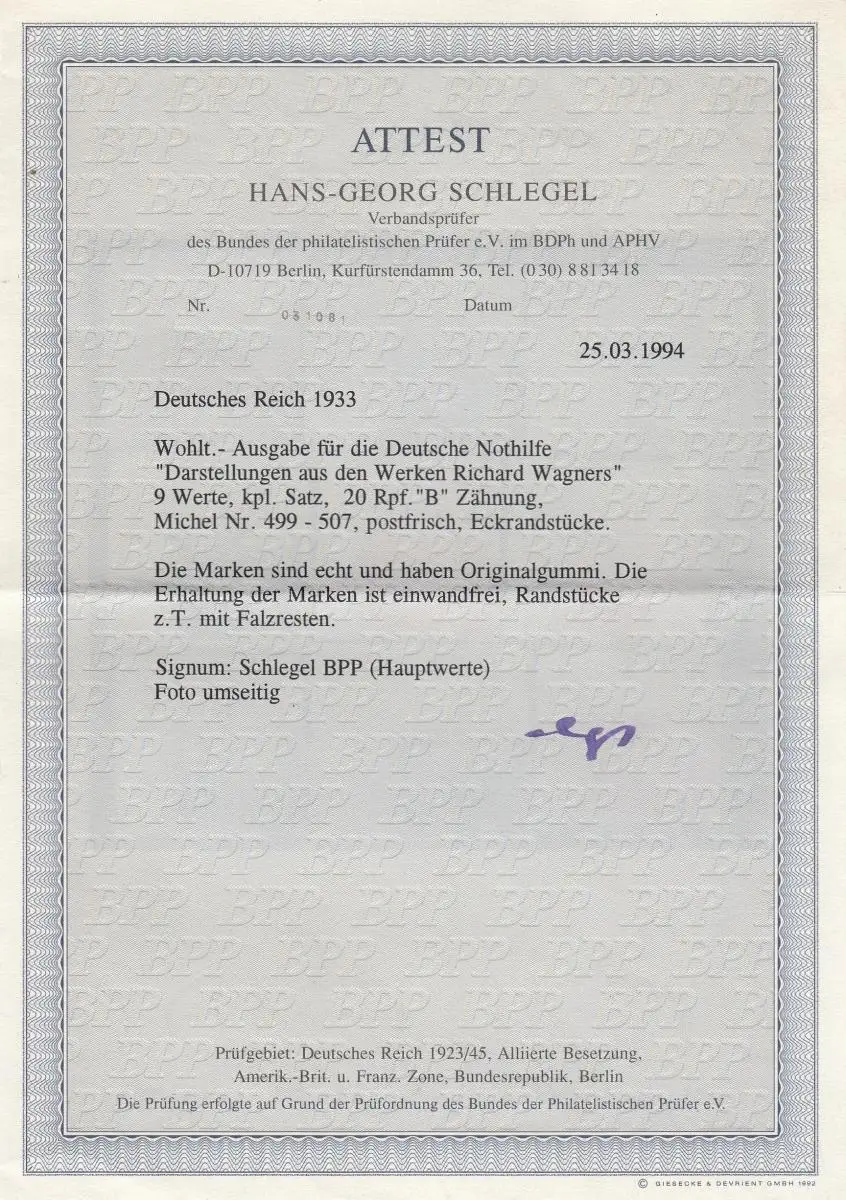 ATTEST
HANS-GEORG SCHLEGEL
Verbandsprüfer
des Bundes der philatelistischen Prüfer e.V. im BDPh und APHV
D-10719 Berlin, Kurfürstendamm 36, Tel. (030) 8 81 34 18
Nr. Datum
25.03.1994
Deutsches Reich 1933
Wohlt.- Ausgabe für die Deutsche Nothilfe
"Darstellungen aus den Werken Richard Wagners"
9 Werte, kpl. Satz, 20 Rpf."B" Zähnung,
Michel Nr. 499 - 507, postfrisch, Eckrandstücke.
Die Marken sind echt und haben Originalgummi. Die
Erhaltung der Marken ist einwandfrei, Randstücke
z.T. mit Falzresten.
Signum: Schlegel BPP (Hauptwerte)
Foto umseitig
Prüfgebiet: Deutsches Reich 1923/45, Alliierte Besetzung,
Amerik.-Brit. u. Franz. Zone, Bundesrepublik, Berlin
Die Prüfung erfolgte auf Grund der Prüfordnung des Bundes der Philatelistischen Prüfer e.V.
© GIESECKE & DEVRIENT GMBH 1992